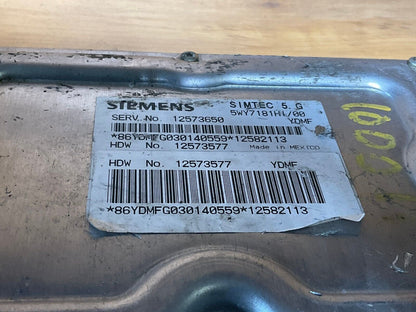 SIEMENS SIMTEC 5.G
5WY7181H1/00
SERV. No. 12573650 YDMF
*86YDMFG030140559*12582113
HDW No. 12573577 Made in MEXICO
HDW No. 12573577 YDMF
*86YDMFG030140559*12582113